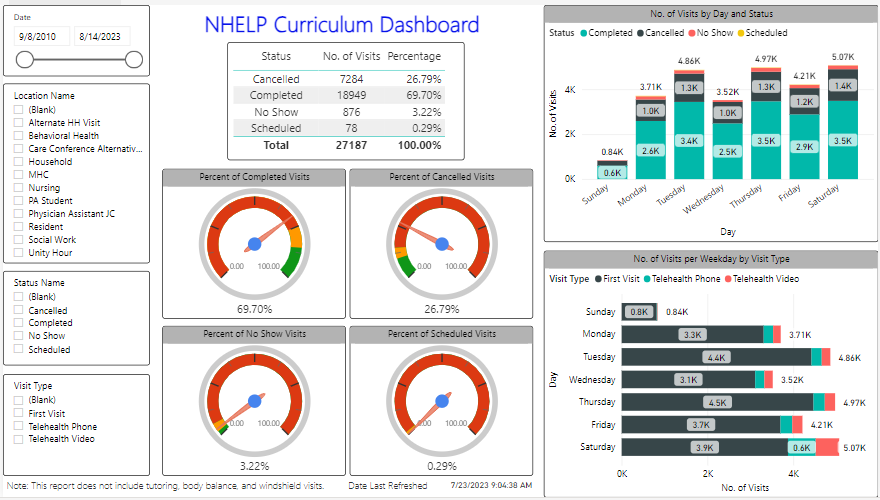 Date
9/8/2010 8/14/2023
Location Name
(Blank)
Alternate HH Visit
Behavioral Health
Care Conference Alternativ...
Household
MHC
Nursing
PA Student
Physician Assistant JC
Resident
Social Work
Unity Hour
Status Name
(Blank)
Cancelled
Completed
No Show
Scheduled
Visit Type
(Blank)
First Visit
Telehealth Phone
Telehealth Video
NHELP Curriculum Dashboard
Status No. of Visits Percentage
Cancelled 7284 26.79%
Completed 18949 69.70%
No Show 876 3.22%
Scheduled 78 0.29%
Total 27187 100.00%
Percent of Completed Visits
0.00 100.00
69.70%
Percent of Cancelled Visits
0.00 100.00
26.79%
Percent of No Show Visits
0.00 100.00
3.22%
Percent of Scheduled Visits
0.00 100.00
0.29%
No. of Visits by Day and Status
Status Completed Cancelled No Show Scheduled
No. of Visits
4K
2K
0K
0.84K 3.71K 4.86K 3.52K 4.97K 4.21K 5.07K
1.0K 1.3K 1.0K 1.3K 1.2K 1.4K
0.6K 2.6K 3.4K 2.5K 3.5K 2.9K 3.5K
Sunday Monday Tuesday Wednesday Thursday Friday Saturday
Day
No. of Visits per Weekday by Visit Type
Visit Type First Visit Telehealth Phone Telehealth Video
Day
Sunday 0.8K 0.84K
Monday 3.3K 3.71K
Tuesday 4.4K 4.86K
Wednesday 3.1K 3.52K
Thursday 4.5K 4.97K
Friday 3.7K 4.21K
Saturday 3.9K 0.6K 5.07K
0K 2K 4K
No. of Visits
Note: This report does not include tutoring, body balance, and windshield visits.
Date Last Refreshed 7/23/2023 9:04:38 AM